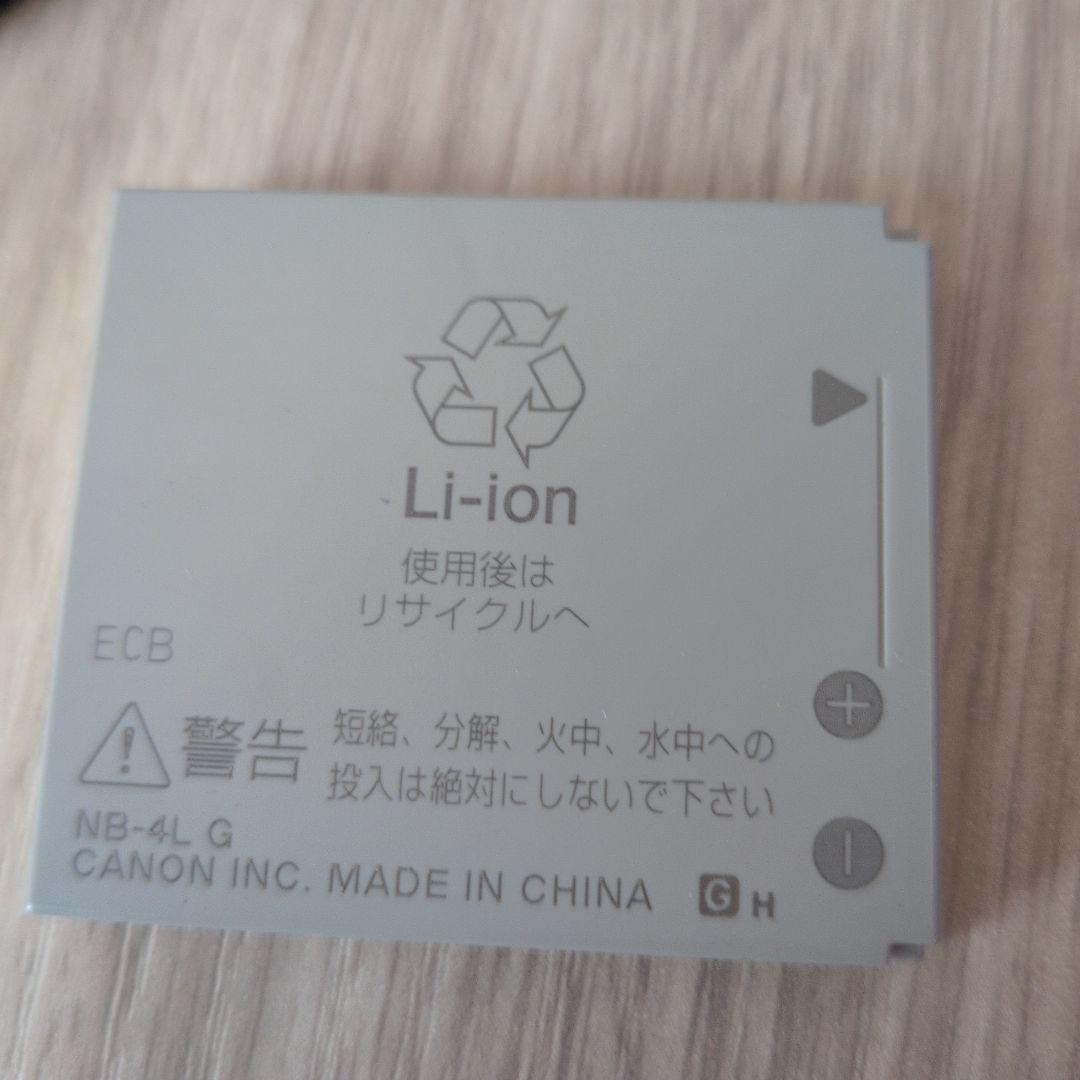 Li-ion
使用後は
リサイクルへ
ECB
警告 短絡、分解、火中、水中への
投入は絶対にしないで下さい
NB-4L G
CANON INC. MADE IN CHINA G H